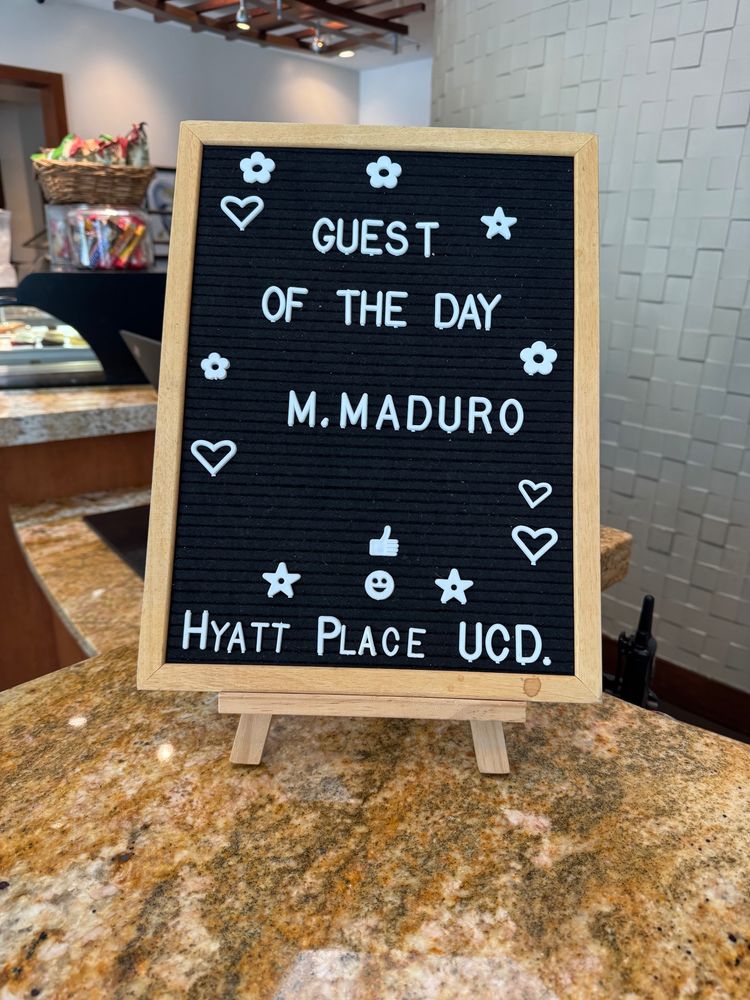 GUEST
OF THE DAY
M.MADURO
HYATT PLACE UCD.